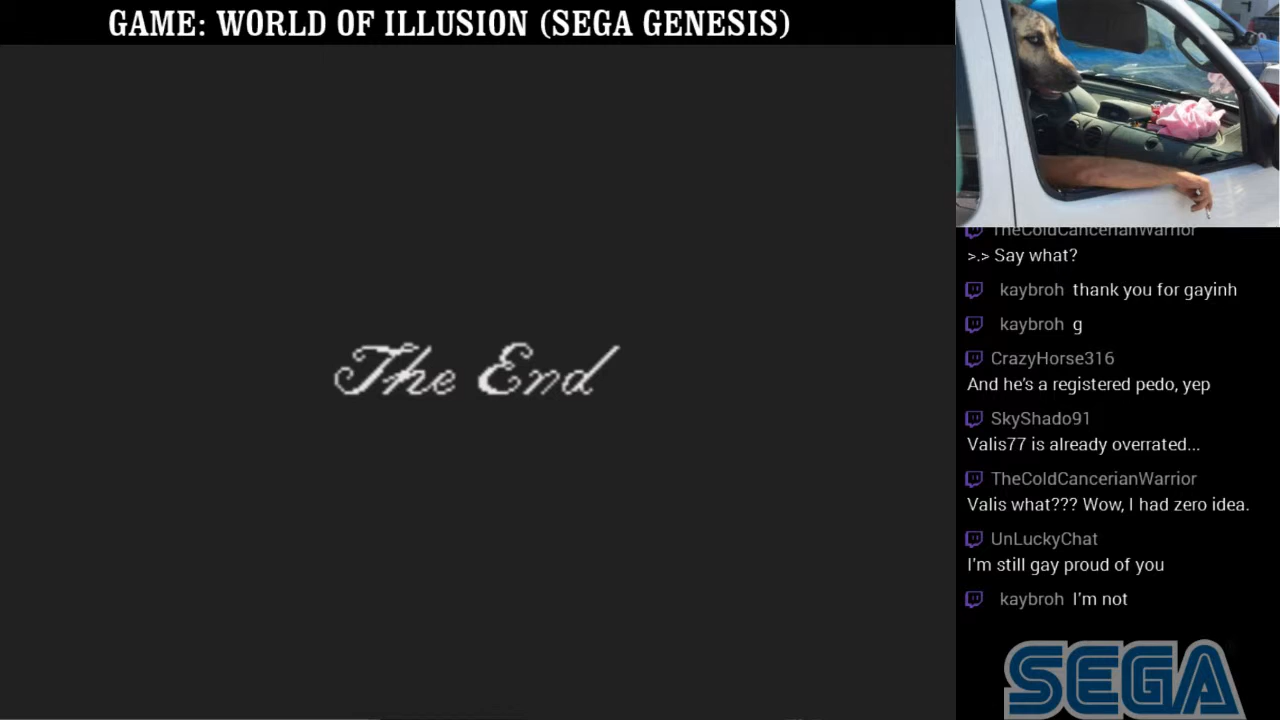 GAME: WORLD OF ILLUSION (SEGA GENESIS)
The End
TheColdCancerianWarrior
>.> Say what?
kaybroh thank you for gayinh
kaybroh g
CrazyHorse316
And he's a registered pedo, yep
SkyShado91
Valis77 is already overrated...
TheColdCancerianWarrior
Valis what??? Wow, I had zero idea.
UnLuckyChat
I'm still gay proud of you
kaybroh I'm not
SEGA